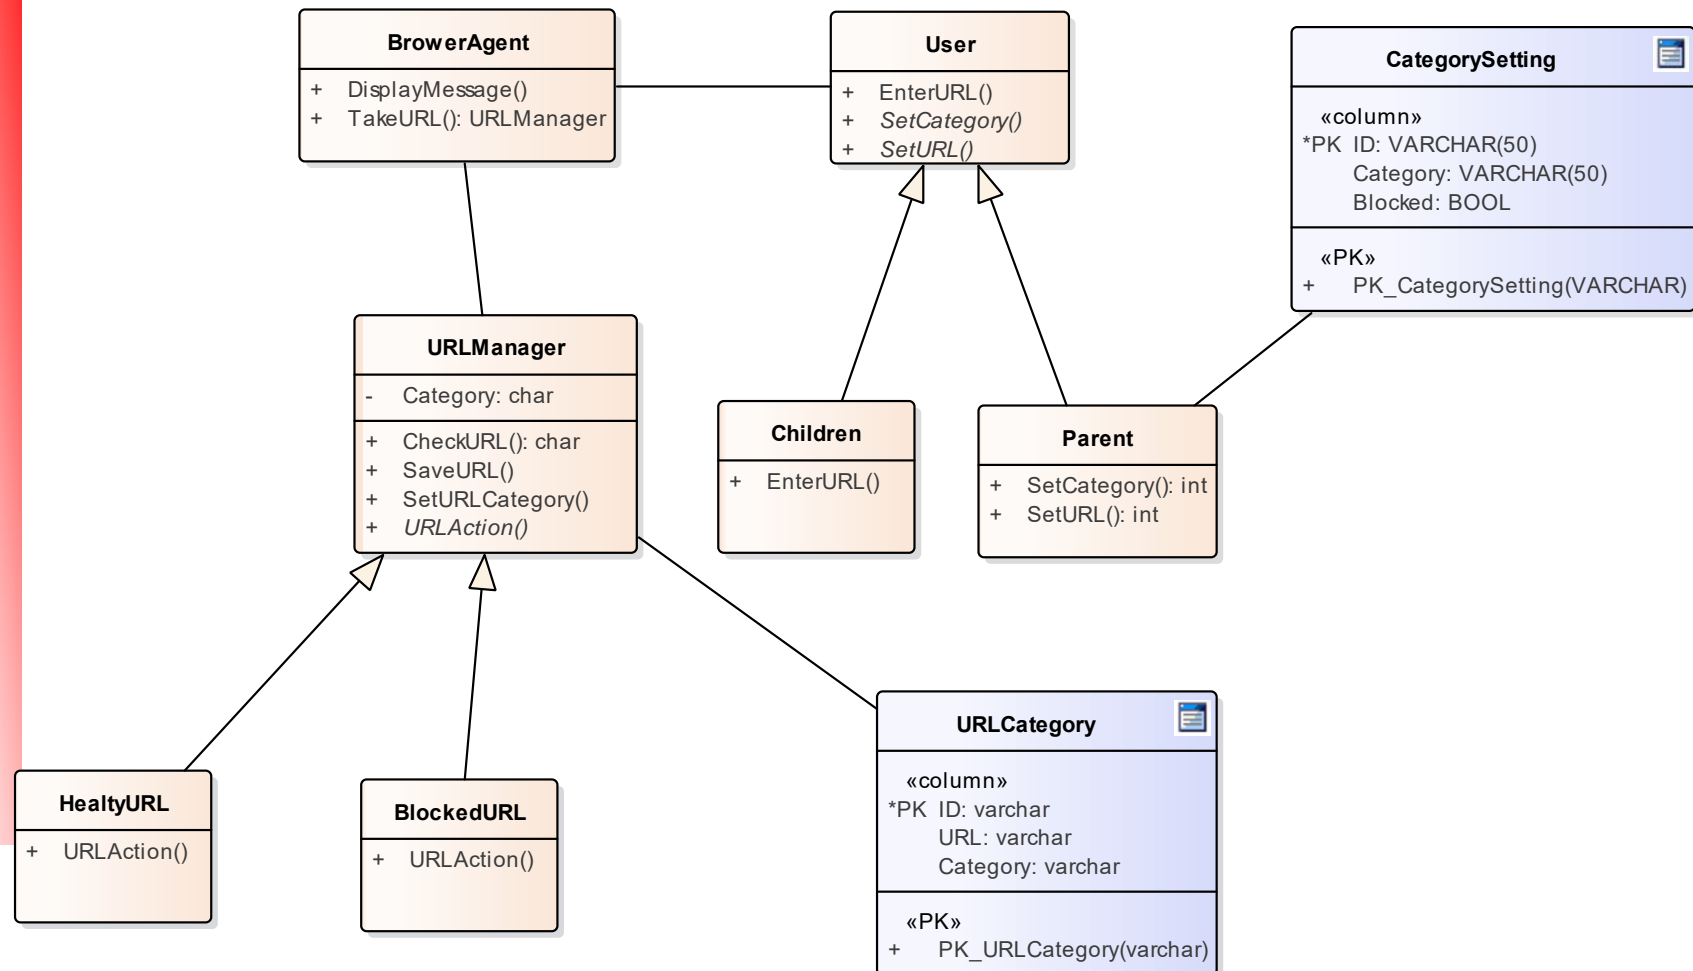 BrowerAgent
+ DisplayMessage()
+ TakeURL(): URLManager
User
+ EnterURL()
+ SetCategory()
+ SetURL()
CategorySetting
«column»
*PK ID: VARCHAR(50)
Category: VARCHAR(50)
Blocked: BOOL
«PK»
+ PK_CategorySetting(VARCHAR)
URLManager
- Category: char
+ CheckURL(): char
+ SaveURL()
+ SetURLCategory()
+ URLAction()
Children
+ EnterURL()
Parent
+ SetCategory(): int
+ SetURL(): int
HealtyURL
+ URLAction()
BlockedURL
+ URLAction()
URLCategory
«column»
*PK ID: varchar
URL: varchar
Category: varchar
«PK»
+ PK_URLCategory(varchar)